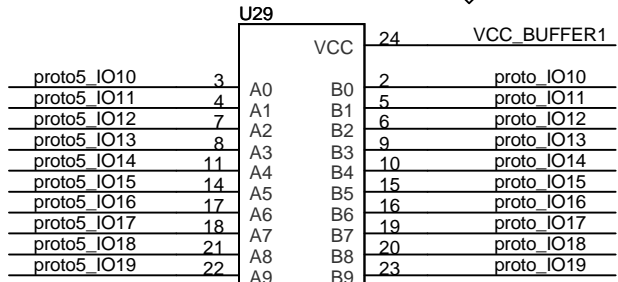 U29
VCC 24 VCC_BUFFER1
proto5_IO10 3 A0 B0 2 proto_IO10
proto5_IO11 4 A1 B1 5 proto_IO11
proto5_IO12 7 A2 B2 6 proto_IO12
proto5_IO13 8 A3 B3 9 proto_IO13
proto5_IO14 11 A4 B4 10 proto_IO14
proto5_IO15 14 A5 B5 15 proto_IO15
proto5_IO16 17 A6 B6 16 proto_IO16
proto5_IO17 18 A7 B7 19 proto_IO17
proto5_IO18 21 A8 B8 20 proto_IO18
proto5_IO19 22 A9 B9 23 proto_IO19